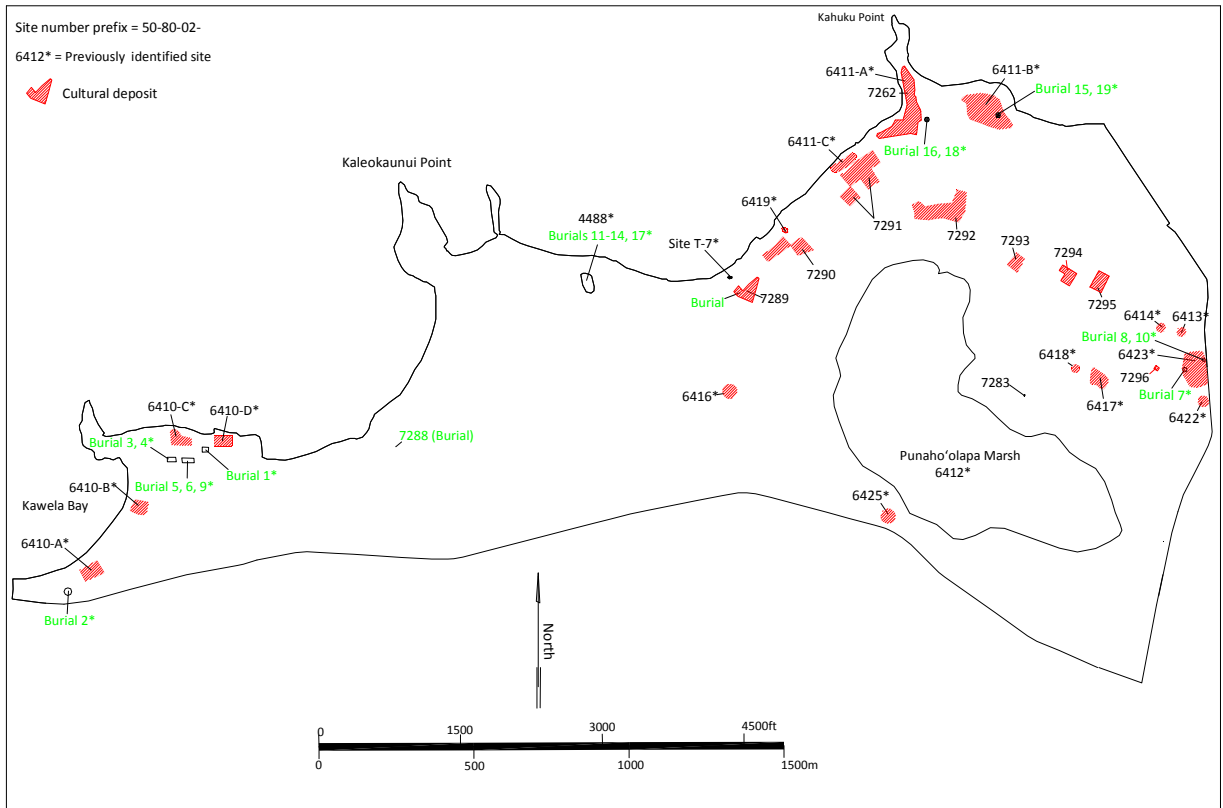 Site number prefix = 50-80-02-
Kahuku Point
6412* = Previously identified site
Cultural deposit
6411-A*
7262
6411-B*
Burial 15, 19*
Burial 16, 18*
6411-C*
Kaleokaunui Point
4488*
Burials 11-14, 17*
6419*
7291
7292
Site T-7*
7290
7293
7294
Burial
7289
7295
6414*
6413*
Burial 8, 10*
6423*
6418*
7296
7283
6416*
6417*
Burial 7*
6422*
6410-C*
6410-D*
Burial 3, 4*
7288 (Burial)
Burial 1*
Burial 5, 6, 9*
6410-B*
Punahoʻolapa Marsh
6412*
Kawela Bay
6425*
6410-A*
Burial 2*
North
0 1500 3000 4500ft
0 500 1000 1500m